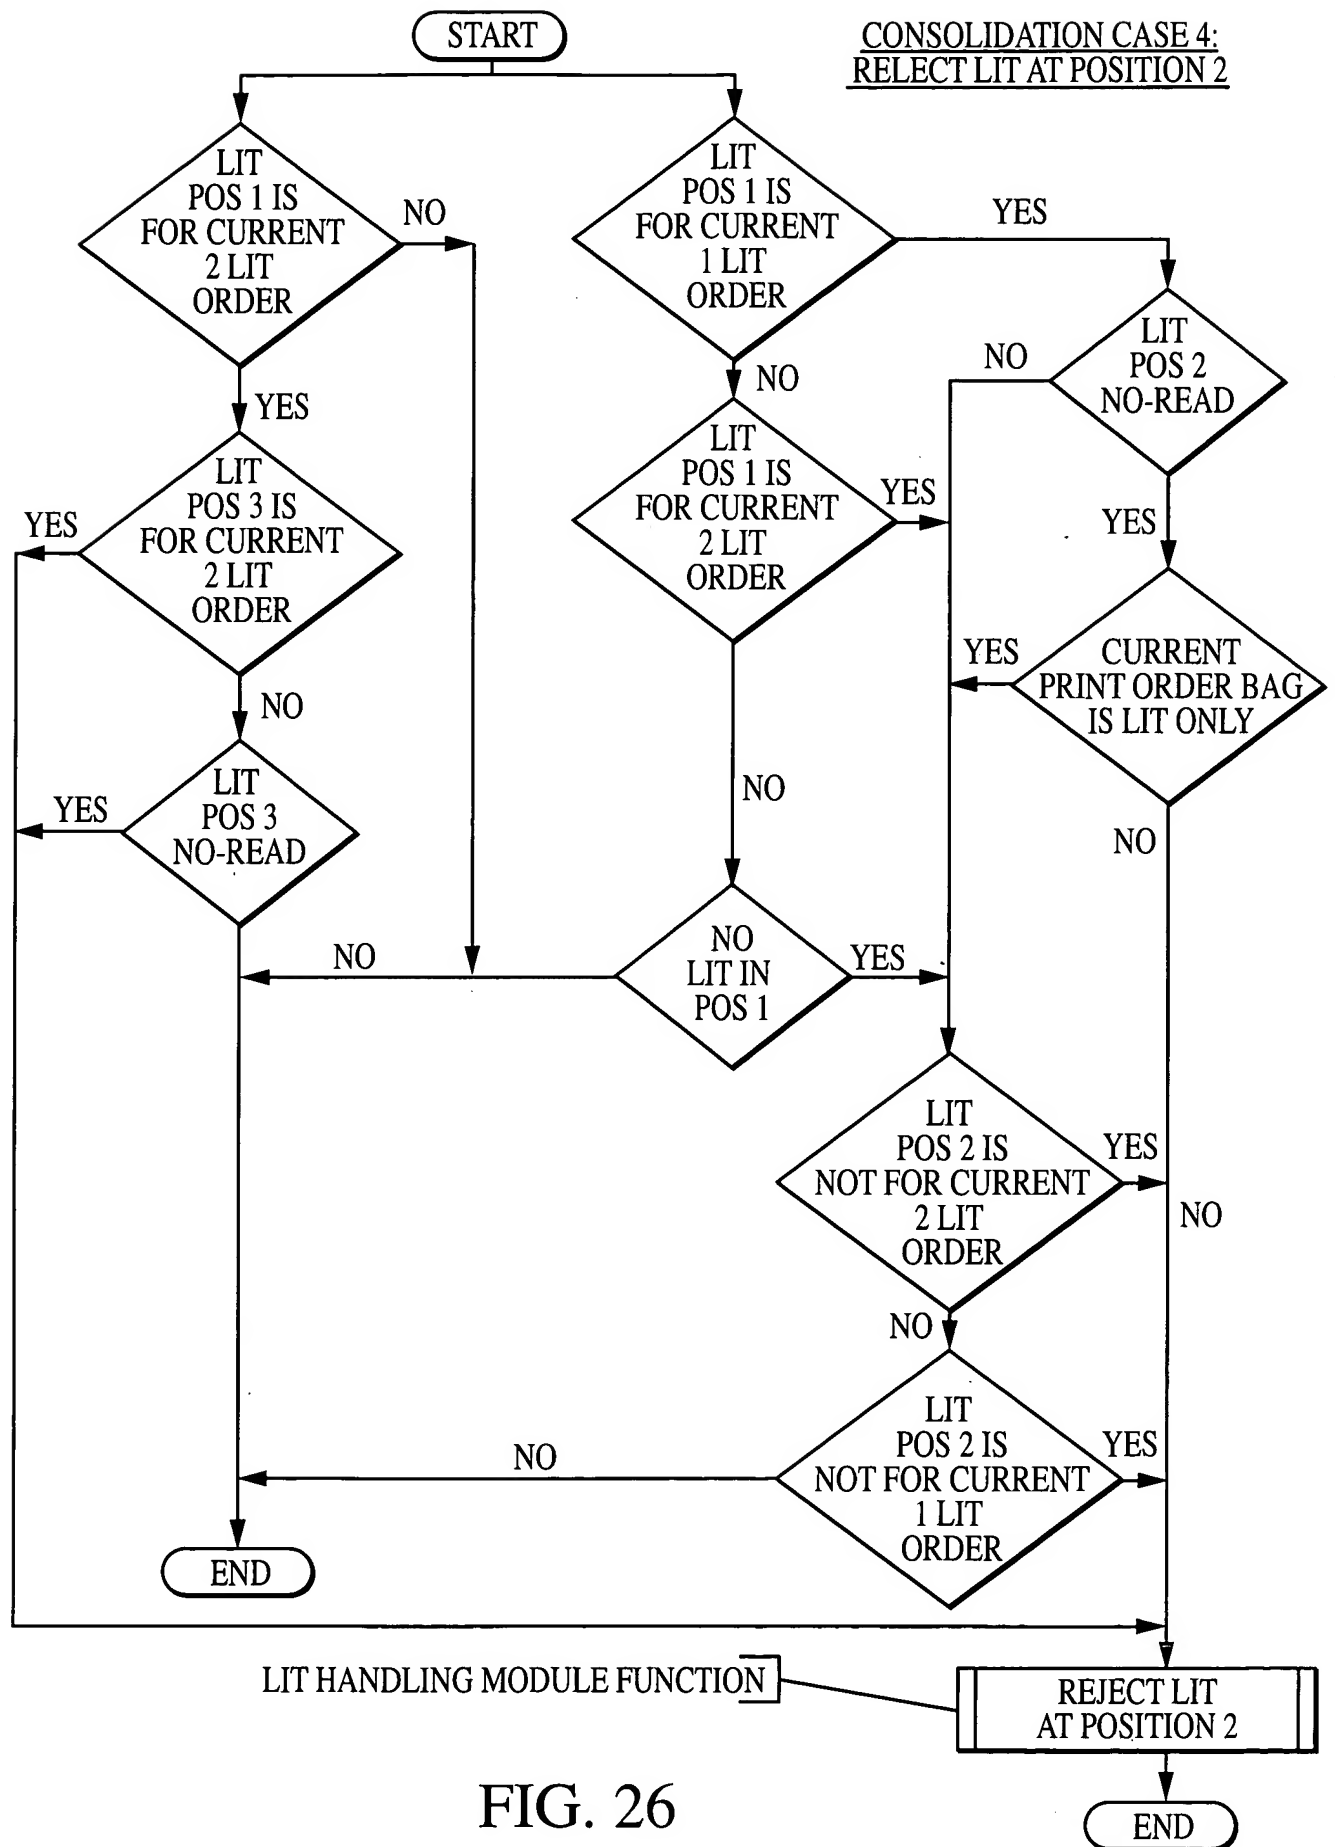 START
CONSOLIDATION CASE 4:
RELECT LIT AT POSITION 2
LIT
POS 1 IS
FOR CURRENT
2 LIT
ORDER
NO
LIT
POS 1 IS
FOR CURRENT
1 LIT
ORDER
YES
LIT
POS 2
NO-READ
NO
YES
NO
YES
LIT
POS 3 IS
FOR CURRENT
2 LIT
ORDER
YES
LIT
POS 1 IS
FOR CURRENT
2 LIT
ORDER
YES
CURRENT
PRINT ORDER BAG
IS LIT ONLY
YES
NO
NO
NO
LIT
POS 3
NO-READ
YES
NO
LIT IN
POS 1
NO
YES
LIT
POS 2 IS
NOT FOR CURRENT
2 LIT
ORDER
YES
NO
NO
LIT
POS 2 IS
NOT FOR CURRENT
1 LIT
ORDER
NO
YES
END
LIT HANDLING MODULE FUNCTION
REJECT LIT
AT POSITION 2
END
FIG. 26